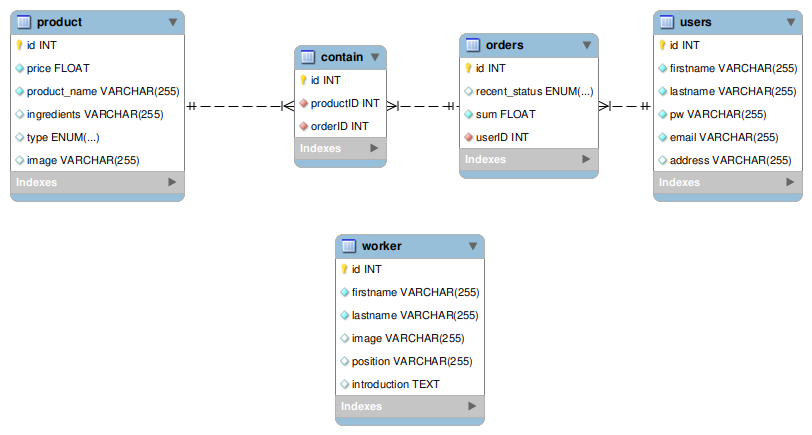 product
id INT
price FLOAT
product_name VARCHAR(255)
ingredients VARCHAR(255)
type ENUM(...)
image VARCHAR(255)
Indexes
contain
id INT
productID INT
orderID INT
Indexes
orders
id INT
recent_status ENUM(...)
sum FLOAT
userID INT
Indexes
users
id INT
firstname VARCHAR(255)
lastname VARCHAR(255)
pw VARCHAR(255)
email VARCHAR(255)
address VARCHAR(255)
Indexes
worker
id INT
firstname VARCHAR(255)
lastname VARCHAR(255)
image VARCHAR(255)
position VARCHAR(255)
introduction TEXT
Indexes